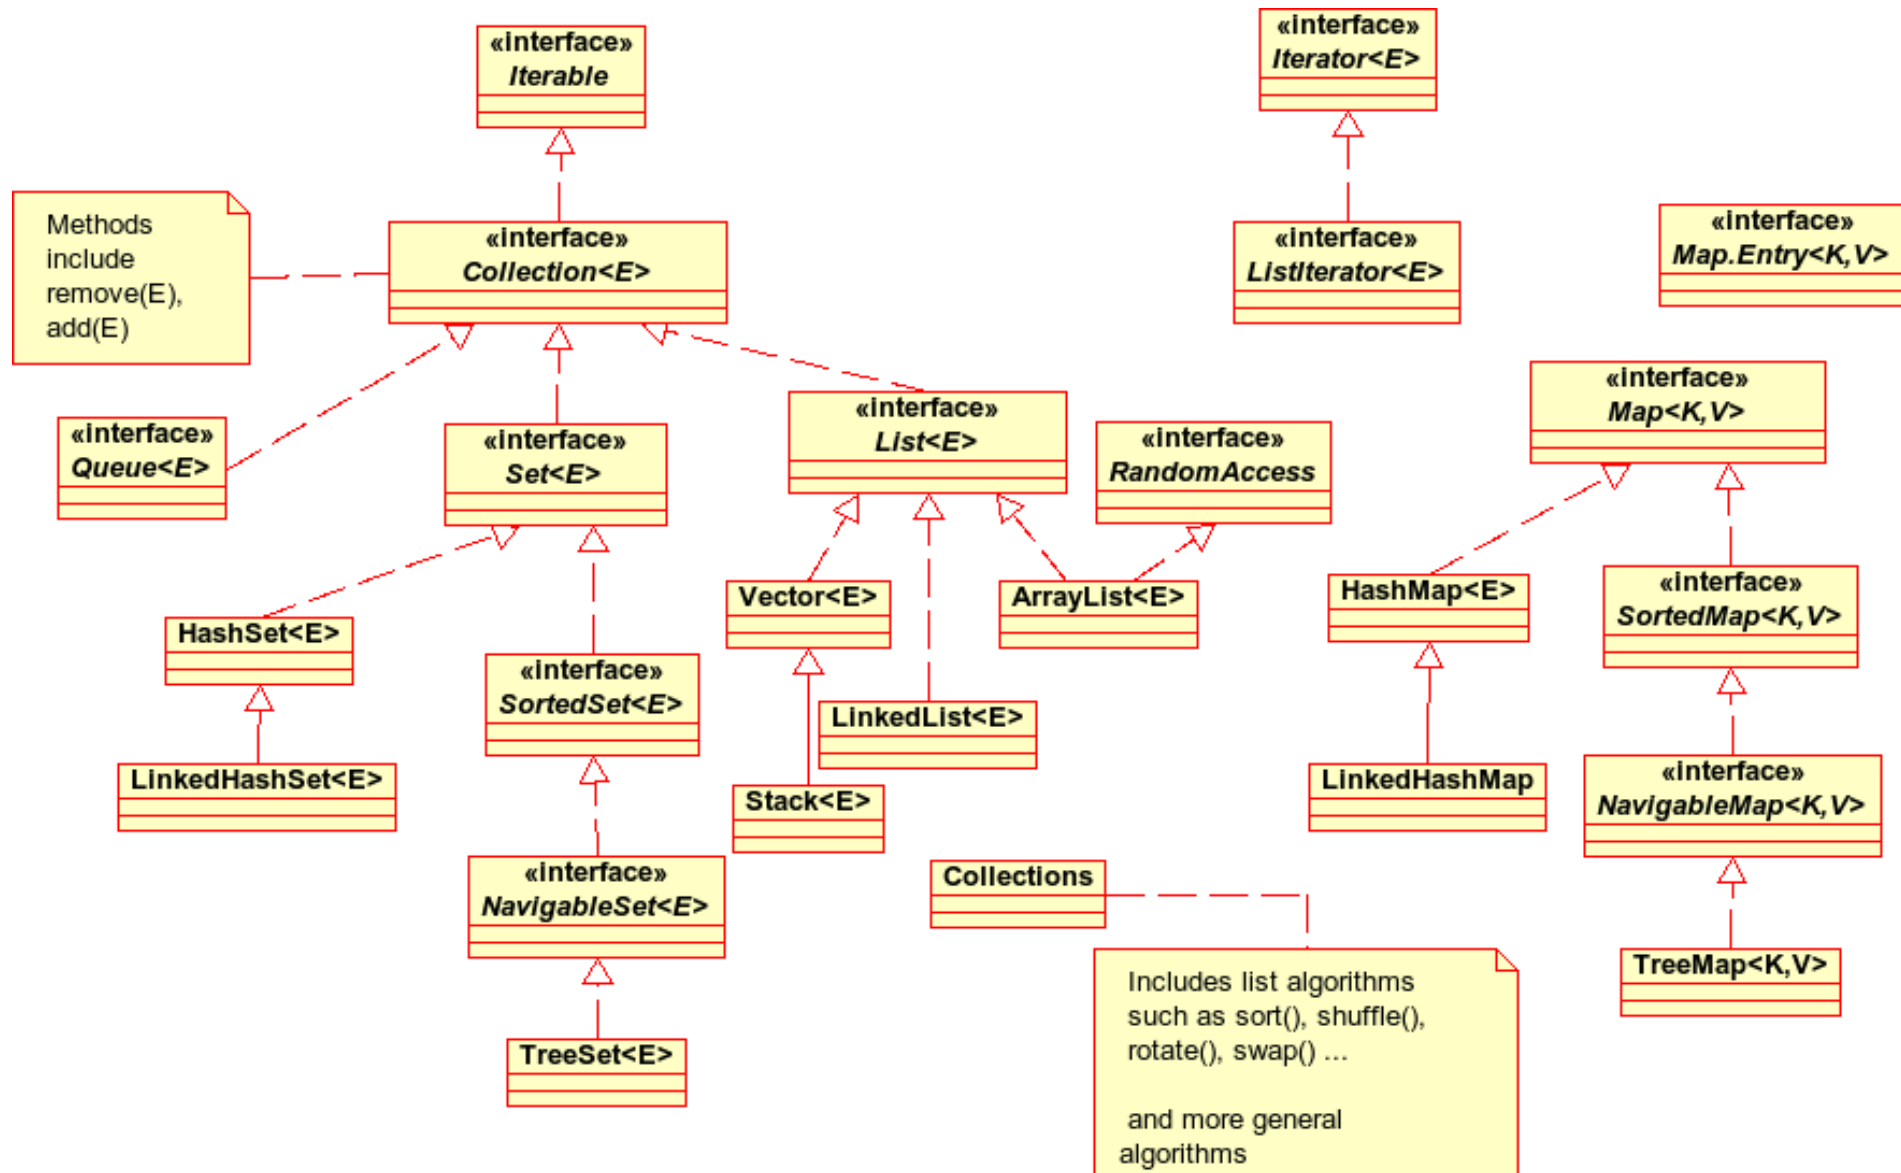 «interface»
Iterable
«interface»
Iterator<E>
Methods
include
remove(E),
add(E)
«interface»
Collection<E>
«interface»
ListIterator<E>
«interface»
Map.Entry<K,V>
«interface»
Queue<E>
«interface»
Set<E>
«interface»
List<E>
«interface»
RandomAccess
«interface»
Map<K,V>
HashSet<E>
«interface»
SortedSet<E>
Vector<E>
LinkedList<E>
ArrayList<E>
HashMap<E>
«interface»
SortedMap<K,V>
LinkedHashSet<E>
Stack<E>
LinkedHashMap
«interface»
NavigableMap<K,V>
«interface»
NavigableSet<E>
Collections
TreeMap<K,V>
TreeSet<E>
Includes list algorithms
such as sort(), shuffle(),
rotate(), swap() ...
and more general
algorithms